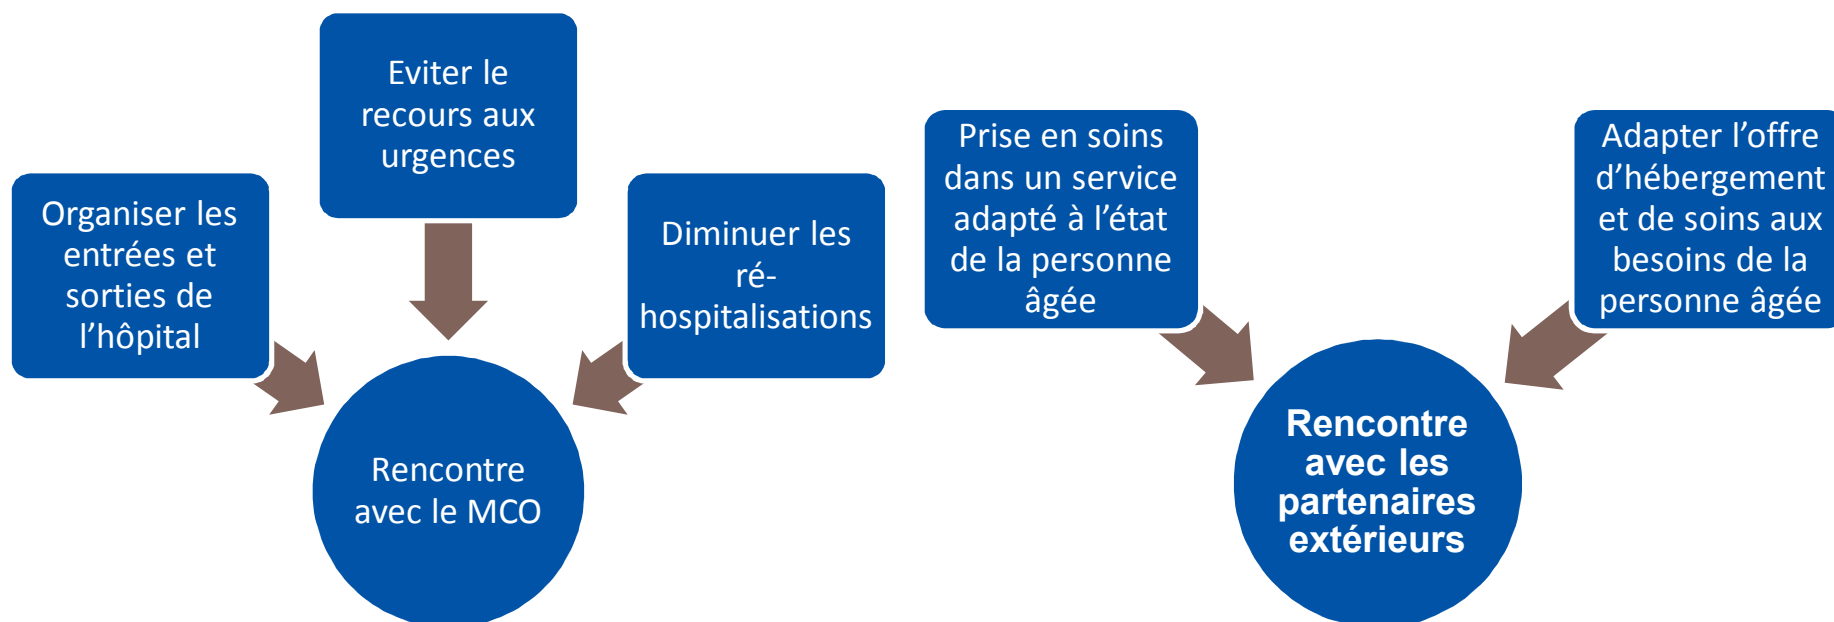 Organiser les
entrées et
sorties de
l’hôpital
Eviter le
recours aux
urgences
Diminuer les
ré-
hospitalisations
Rencontre
avec le MCO
Prise en soins
dans un service
adapté à l’état
de la personne
âgée
Adapter l’offre
d’hébergement
et de soins aux
besoins de la
personne âgée
Rencontre
avec les
partenaires
extérieurs